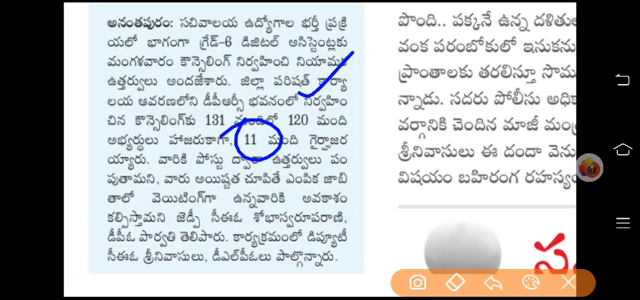 అనంతపురం: సచివాలయ ఉద్యోగాల భర్తీ ప్రక్రి
యలో భాగంగా గ్రేడ్-6 డిజిటల్ అసిస్టెంట్లకు
మంగళవారం కౌన్సెలింగ్ నిర్వహించి నియామక
ఉత్తర్వులు అందజేశారు. జిల్లా పరిషత్ కార్యా
లయ ఆవరణలోని డీపీఆర్సీ భవనంలో నిర్వహిం
చిన కౌన్సెలింగ్‌కు 131 మందిలో 120 మంది
అభ్యర్థులు హాజరుకాగా, 11 మంది గైర్హాజర
య్యారు. వారికి పోస్టు ద్వారా ఉత్తర్వులు పం
పుతామని, వారు అయిష్టత చూపితే ఎంపిక జాబి
తాలో వెయిటింగ్‌గా ఉన్నవారికి అవకాశం
కల్పిస్తామని జెడ్పీ సీఈఓ శోభాస్వరూపరాణి,
డీపీఓ పార్వతి తెలిపారు. కార్యక్రమంలో డిప్యూటీ
సీఈఓ శ్రీనివాసులు, డీఎల్‌పీఓలు పాల్గొన్నారు.
పొంది.. పక్కనే ఉన్న దళితుల
వంక పరంబోకులో ఇసుకను
ప్రాంతాలకు తరలిస్తూ సొమ
న్నాడు. సదరు పోలీసు అధిక
వర్గానికి చెందిన మాజీ మంత్రి
శ్రీనివాసులు ఈ దందా వెను
విషయం బహిరంగ రహస్యం